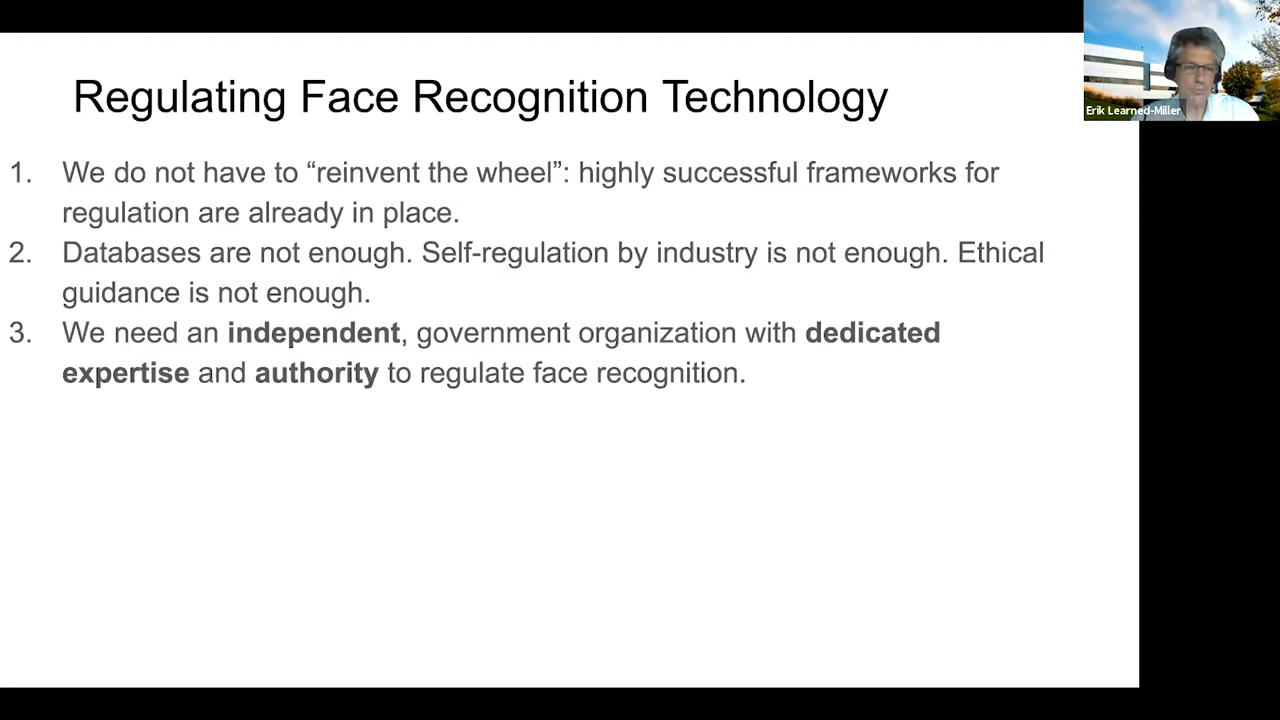 Regulating Face Recognition Technology
Erik Learned-Miller
1. We do not have to “reinvent the wheel”: highly successful frameworks for
regulation are already in place.
2. Databases are not enough. Self-regulation by industry is not enough. Ethical
guidance is not enough.
3. We need an independent, government organization with dedicated
expertise and authority to regulate face recognition.